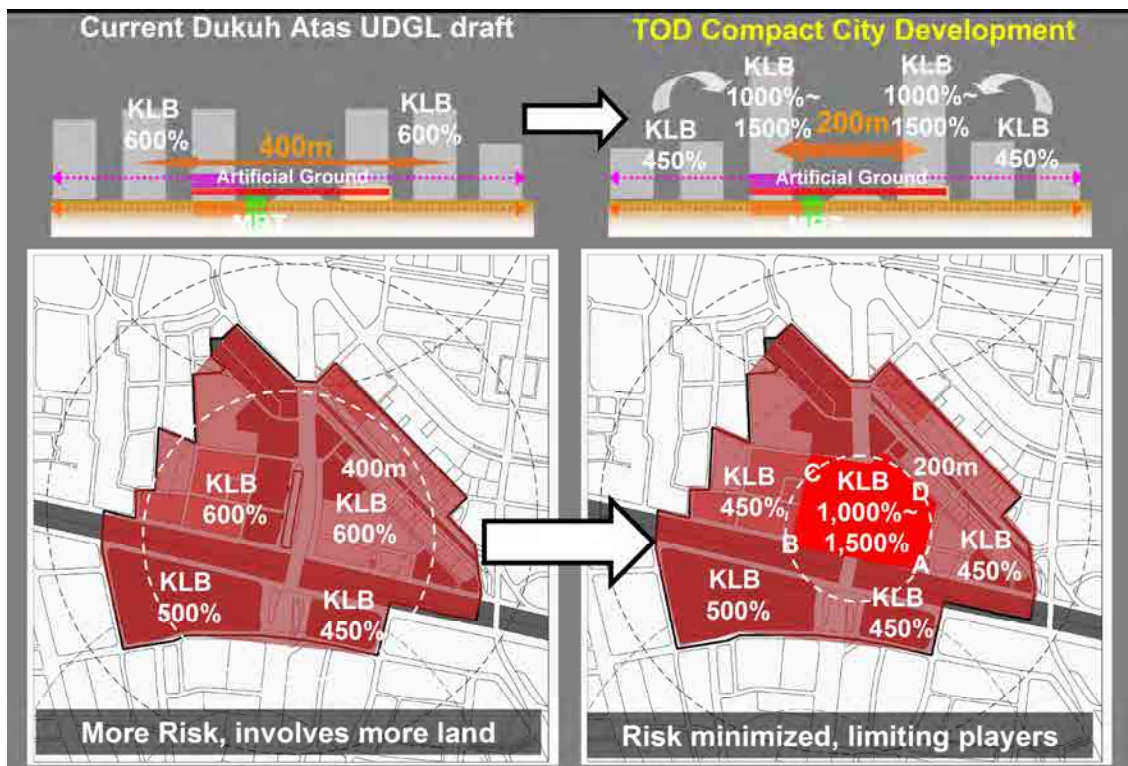 Current Dukuh Atas UDGL draft
KLB
600%
KLB
600%
400m
Artificial Ground
MRT
TOD Compact City Development
KLB
1000%~
1500%
KLB
1000%~
1500%
KLB
450%
200m
KLB
450%
Artificial Ground
MRT
400m
KLB
600%
KLB
600%
KLB
500%
KLB
450%
More Risk, involves more land
C
200m
D
KLB
450%
KLB
1,000%~
1,500%
B
A
KLB
450%
KLB
500%
KLB
450%
Risk minimized, limiting players